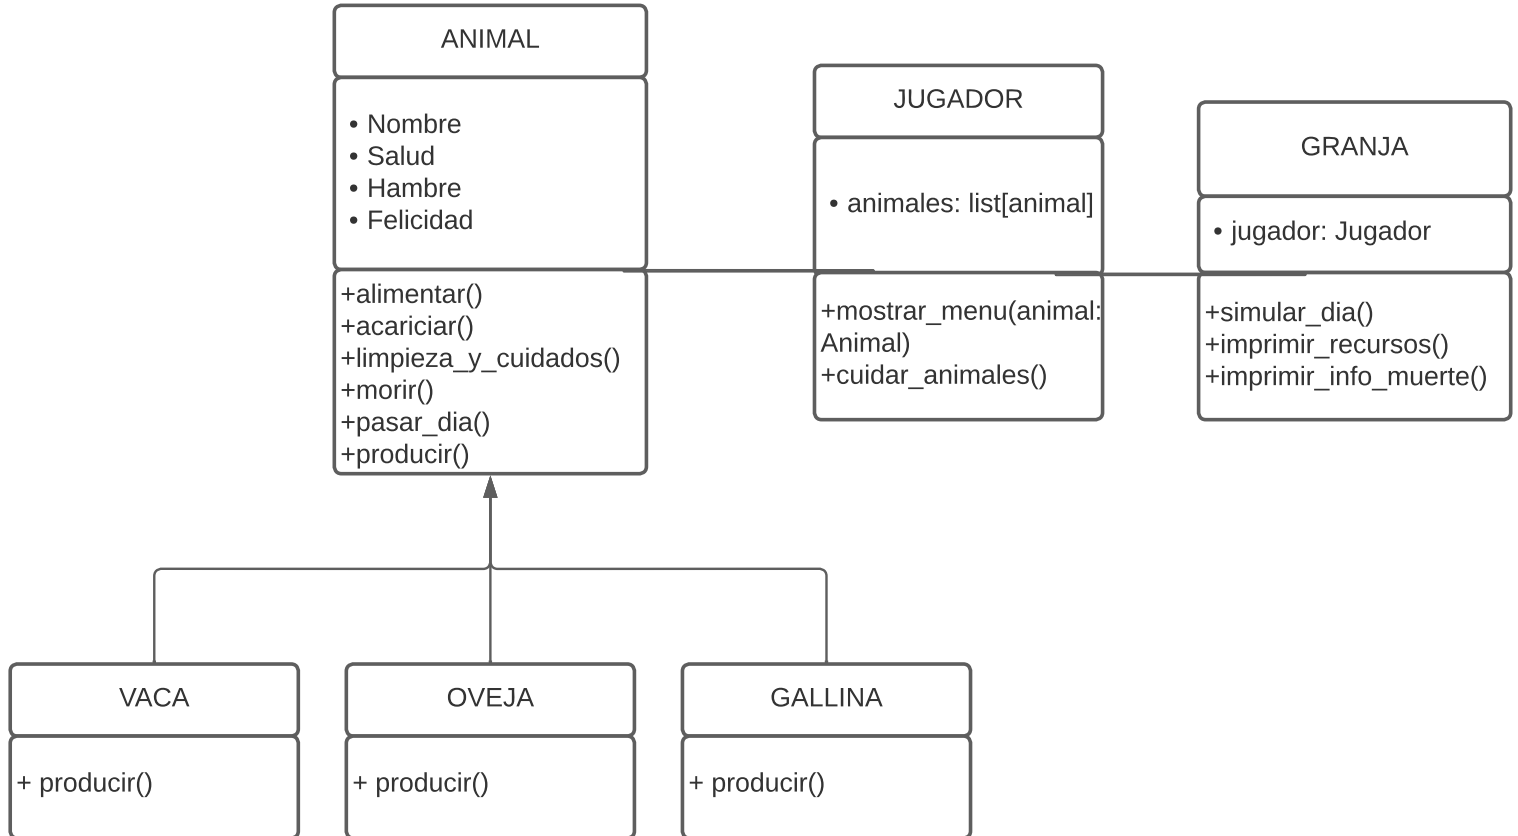 ANIMAL
• Nombre
• Salud
• Hambre
• Felicidad
+alimentar()
+acariciar()
+limpieza_y_cuidados()
+morir()
+pasar_dia()
+producir()
JUGADOR
• animales: list[animal]
+mostrar_menu(animal:
Animal)
+cuidar_animales()
GRANJA
• jugador: Jugador
+simular_dia()
+imprimir_recursos()
+imprimir_info_muerte()
VACA
+ producir()
OVEJA
+ producir()
GALLINA
+ producir()